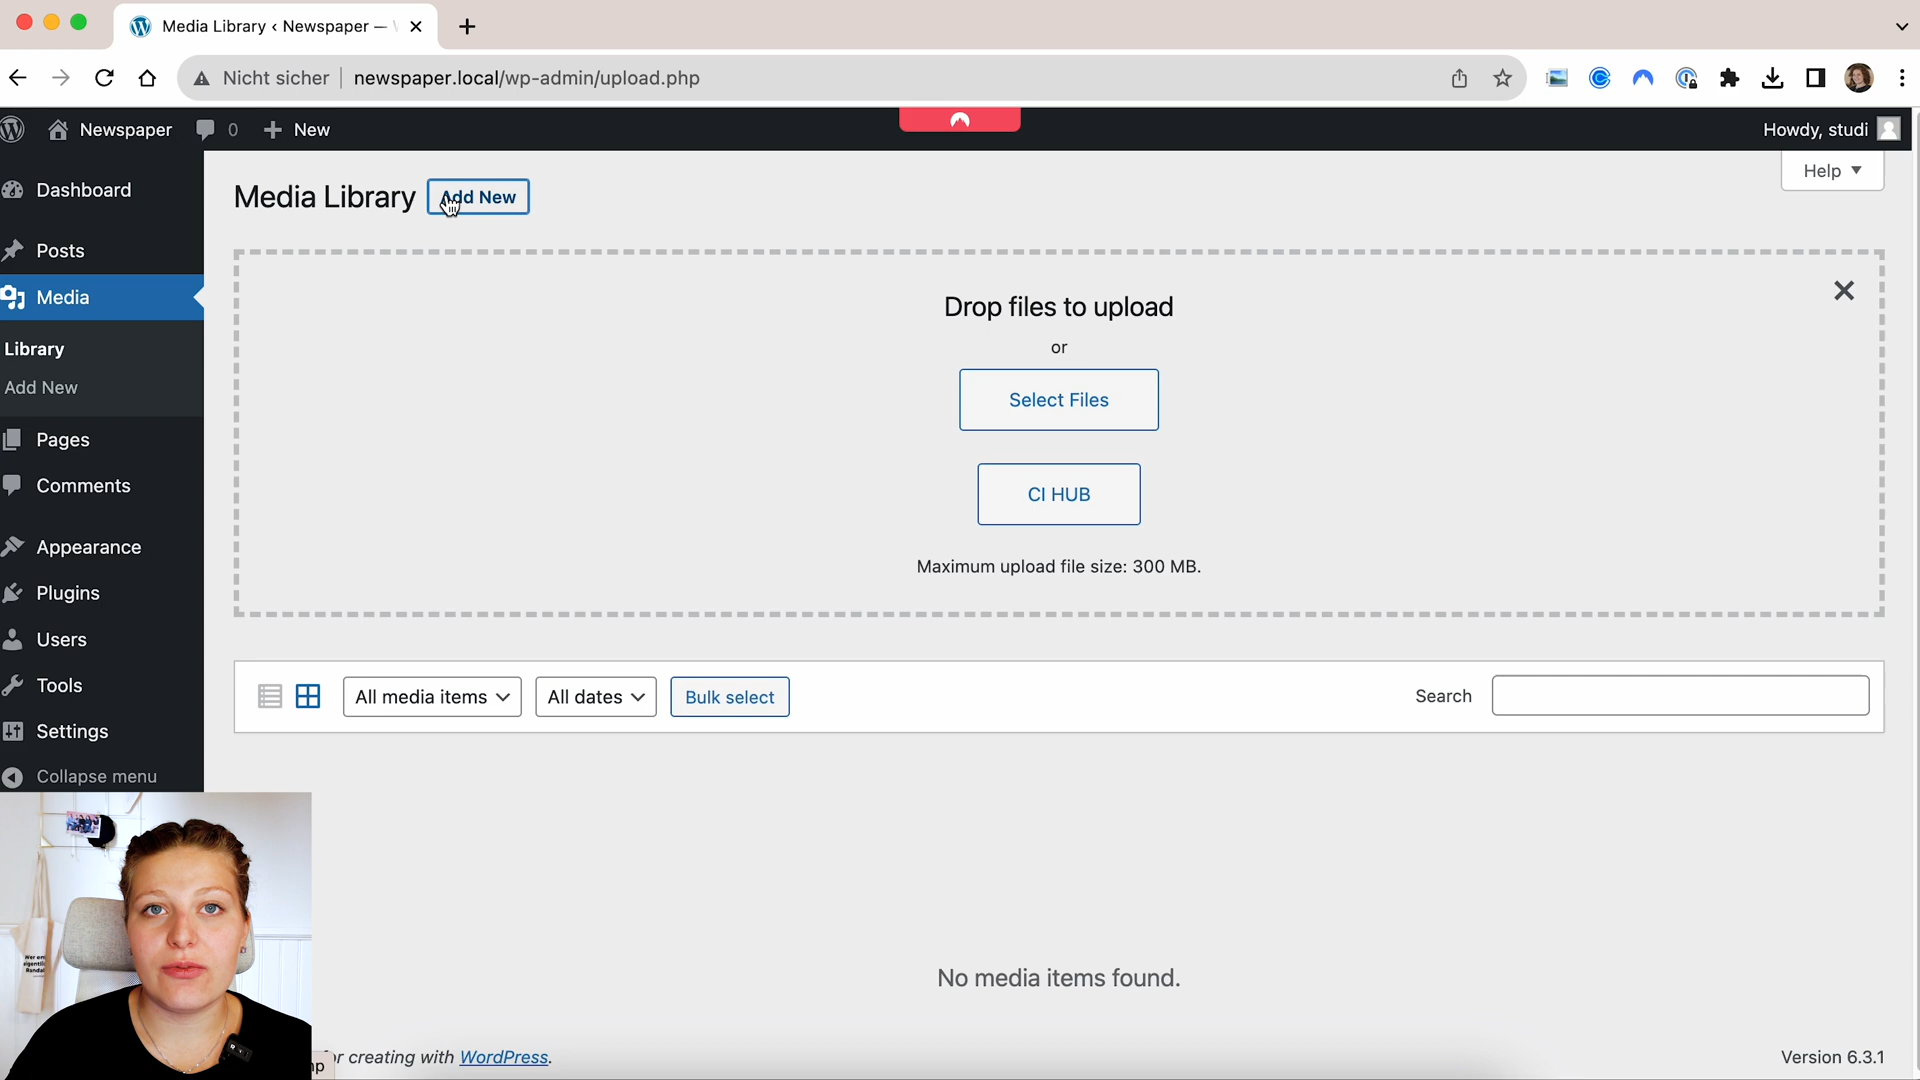 Media Library ‹ Newspaper —
Nicht sicher
newspaper.local/wp-admin/upload.php
Newspaper
0
New
Howdy, studi
Help
Dashboard
Posts
Media
Library
Add New
Pages
Comments
Appearance
Plugins
Users
Tools
Settings
Collapse menu
Media Library
Add New
Drop files to upload
or
Select Files
CI HUB
Maximum upload file size: 300 MB.
All media items
All dates
Bulk select
Search
No media items found.
for creating with WordPress.
Version 6.3.1